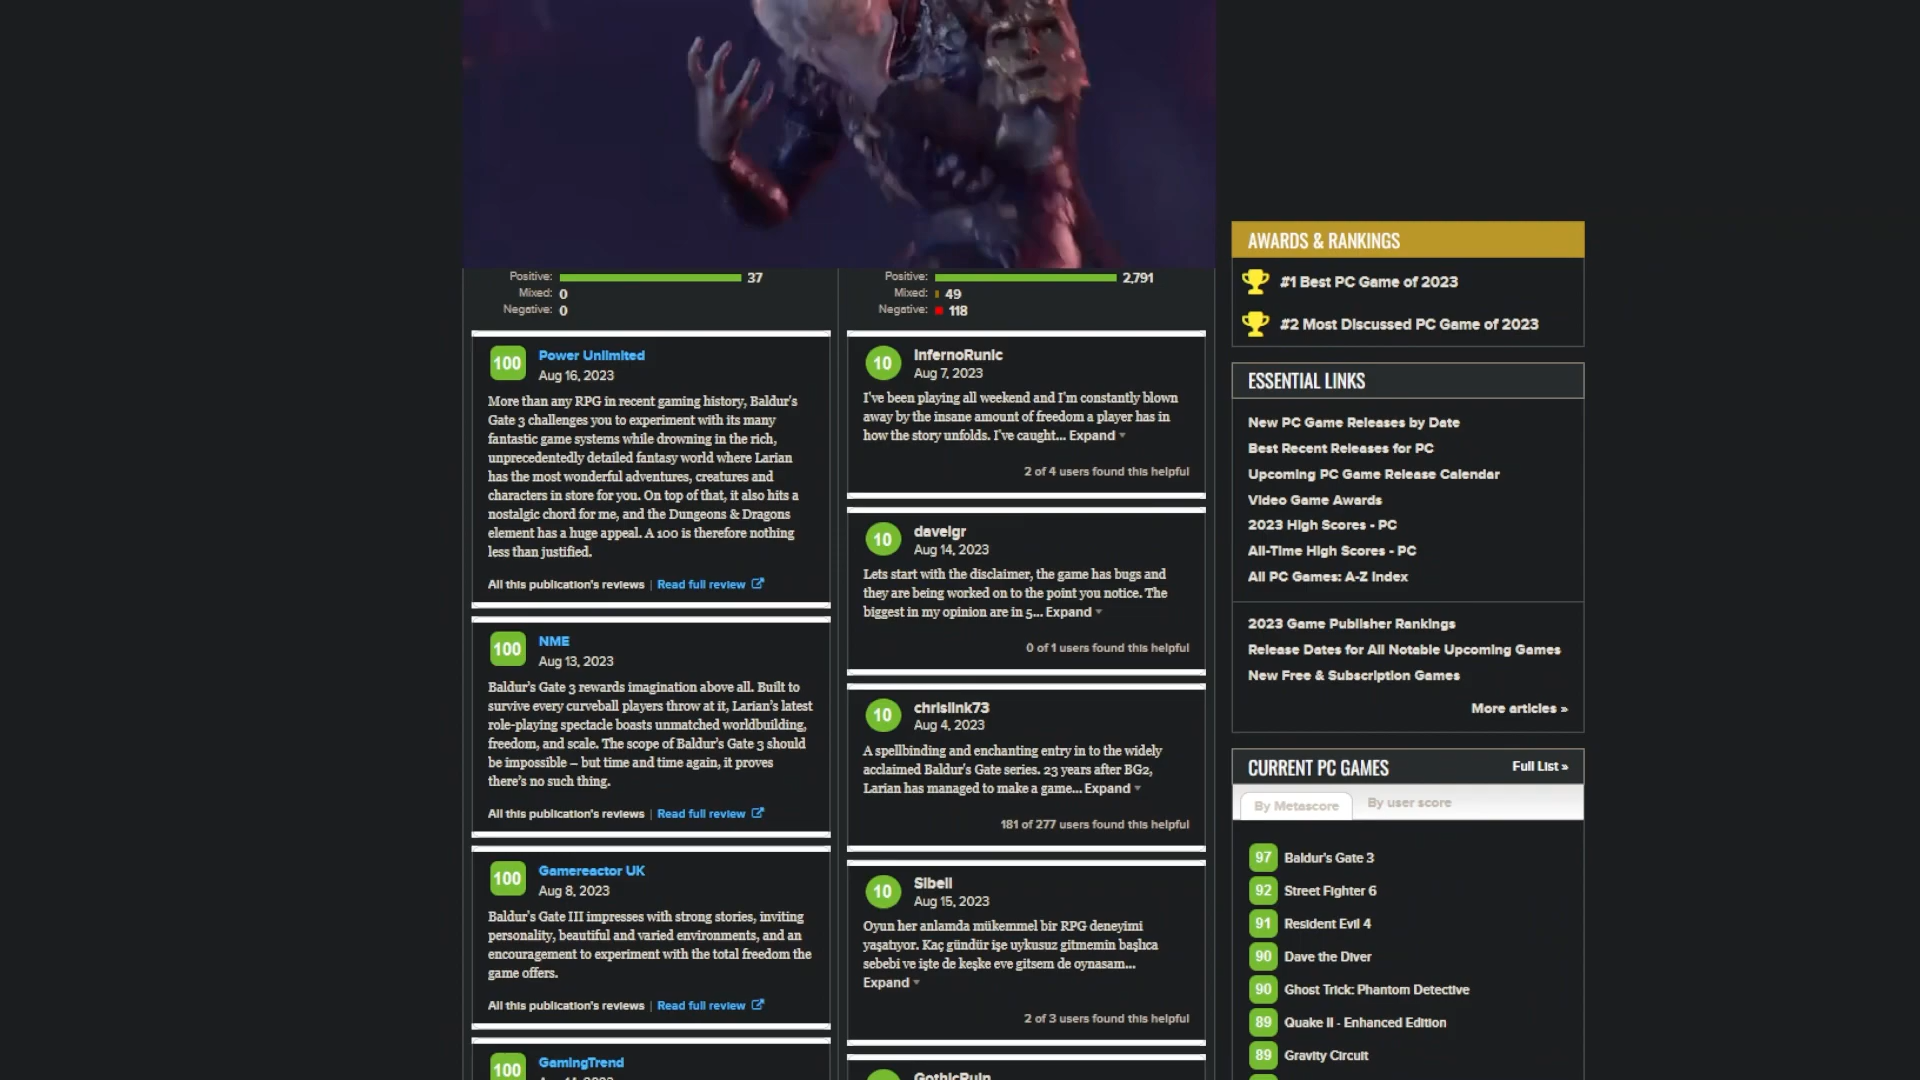 Positive: 37
Mixed: 0
Negative: 0
100 Power Unlimited
Aug 16, 2023
More than any RPG in recent gaming history, Baldur's
Gate 3 challenges you to experiment with its many
fantastic game systems while drowning in the rich,
unprecedentedly detailed fantasy world where Larian
has the most wonderful adventures, creatures and
characters in store for you. On top of that, it also hits a
nostalgic chord for me, and the Dungeons & Dragons
element has a huge appeal. A 100 is therefore nothing
less than justified.
All this publication's reviews | Read full review
100 NME
Aug 13, 2023
Baldur's Gate 3 rewards imagination above all. Built to
survive every curveball players throw at it, Larian's latest
role-playing spectacle boasts unmatched worldbuilding,
freedom, and scale. The scope of Baldur's Gate 3 should
be impossible – but time and time again, it proves
there's no such thing.
All this publication's reviews | Read full review
100 Gamereactor UK
Aug 8, 2023
Baldur's Gate III impresses with strong stories, inviting
personality, beautiful and varied environments, and an
encouragement to experiment with the total freedom the
game offers.
All this publication's reviews | Read full review
100 GamingTrend
Positive: 2,791
Mixed: 49
Negative: 118
10 InfernoRunic
Aug 7, 2023
I've been playing all weekend and I'm constantly blown
away by the insane amount of freedom a player has in
how the story unfolds. I've caught... Expand
2 of 4 users found this helpful
10 daveigr
Aug 14, 2023
Lets start with the disclaimer, the game has bugs and
they are being worked on to the point you notice. The
biggest in my opinion are in 5... Expand
0 of 1 users found this helpful
10 chrislink73
Aug 4, 2023
A spellbinding and enchanting entry in to the widely
acclaimed Baldur's Gate series. 23 years after BG2,
Larian has managed to make a game... Expand
181 of 277 users found this helpful
10 Sibell
Aug 15, 2023
Oyun her anlamda mükemmel bir RPG deneyimi
yaşatıyor. Kaç gündür işe uykusuz gitmemin başlıca
sebebi ve işte de keşke eve gitsem de oynasam...
Expand
2 of 3 users found this helpful
GothicRuin
AWARDS & RANKINGS
#1 Best PC Game of 2023
#2 Most Discussed PC Game of 2023
ESSENTIAL LINKS
New PC Game Releases by Date
Best Recent Releases for PC
Upcoming PC Game Release Calendar
Video Game Awards
2023 High Scores - PC
All-Time High Scores - PC
All PC Games: A-Z Index
2023 Game Publisher Rankings
Release Dates for All Notable Upcoming Games
New Free & Subscription Games
More articles »
CURRENT PC GAMES Full List »
By Metascore By user score
97 Baldur's Gate 3
92 Street Fighter 6
91 Resident Evil 4
90 Dave the Diver
90 Ghost Trick: Phantom Detective
89 Quake II - Enhanced Edition
89 Gravity Circuit